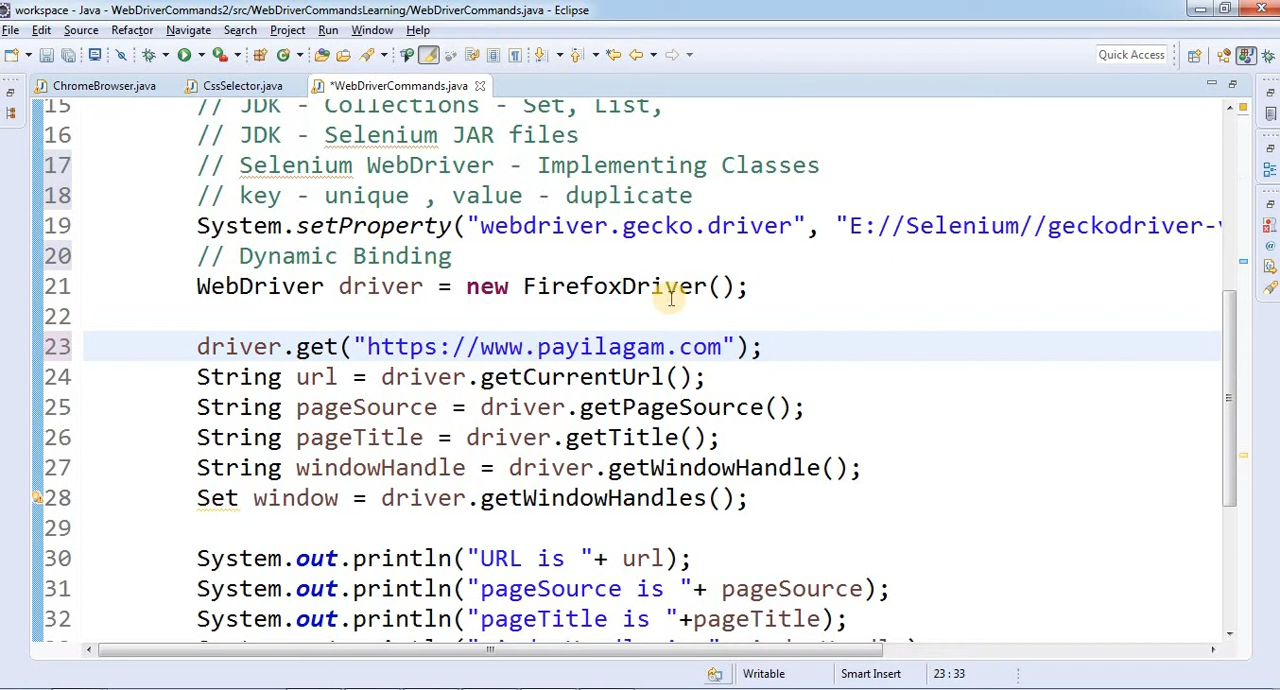 workspace - Java - WebDriverCommands2/src/WebDriverCommandsLearning/WebDriverCommands.java - Eclipse
File Edit Source Refactor Navigate Search Project Run Window Help
Quick Access
ChromeBrowser.java CssSelector.java *WebDriverCommands.java
15 // JDK - Collections - Set, List,
16 // JDK - Selenium JAR files
17 // Selenium WebDriver - Implementing Classes
18 // key - unique , value - duplicate
19 System.setProperty("webdriver.gecko.driver", "E://Selenium//geckodriver-
20 // Dynamic Binding
21 WebDriver driver = new FirefoxDriver();
22
23 driver.get("https://www.payilagam.com");
24 String url = driver.getCurrentUrl();
25 String pageSource = driver.getPageSource();
26 String pageTitle = driver.getTitle();
27 String windowHandle = driver.getWindowHandle();
28 Set window = driver.getWindowHandles();
29
30 System.out.println("URL is "+ url);
31 System.out.println("pageSource is "+ pageSource);
32 System.out.println("pageTitle is "+pageTitle);
Writable Smart Insert 23 : 33